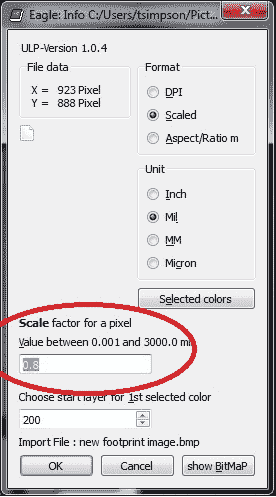 Eagle: Info C:/Users/tsimpson/Pict...
ULP-Version 1.0.4
File data
X = 923 Pixel
Y = 888 Pixel
Format
DPI
Scaled
Aspect/Ratio m
Unit
Inch
Mil
MM
Micron
Selected colors
Scale factor for a pixel
Value between 0.001 and 3000.0 mi
0.8
Choose start layer for 1st selected color
200
Import File : new footprint image.bmp
OK
Cancel
show BitMaP